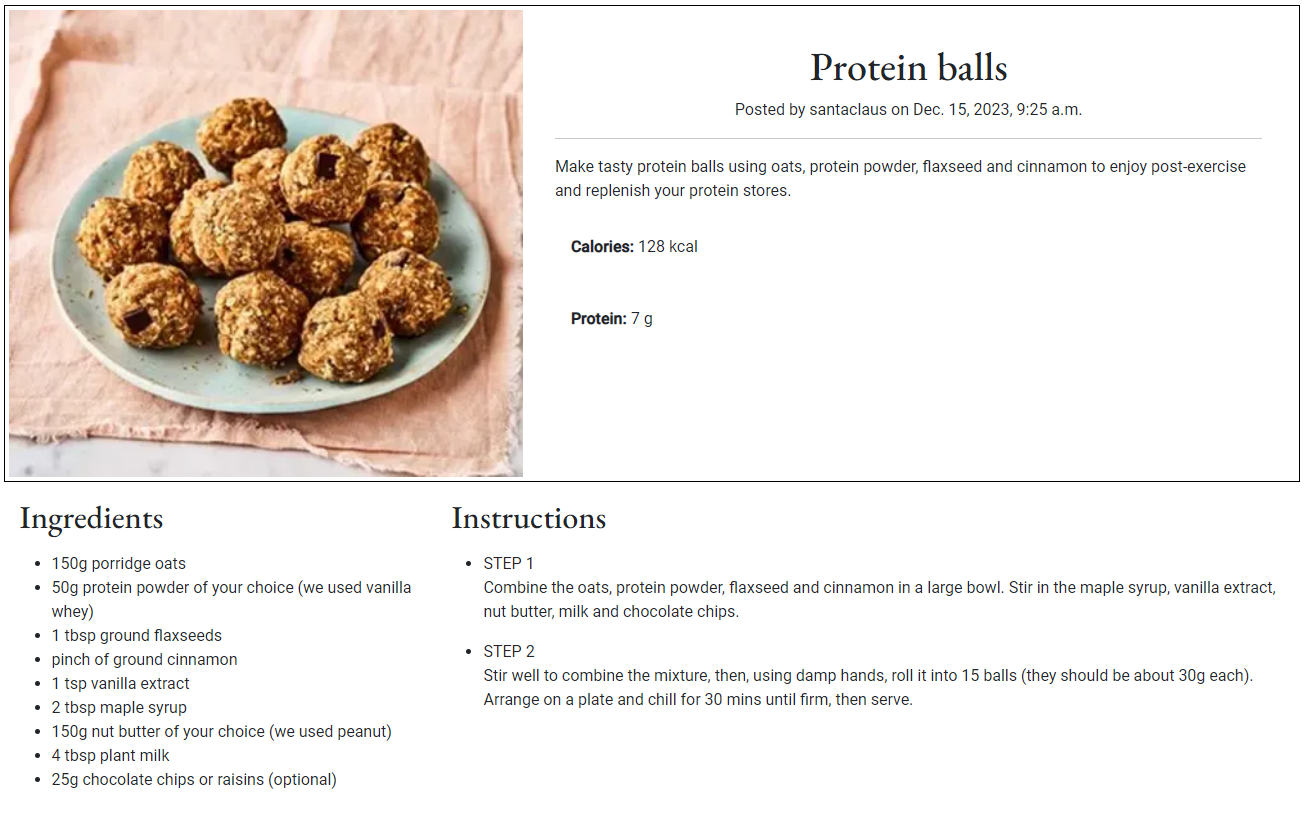 Protein balls
Posted by santaclaus on Dec. 15, 2023, 9:25 a.m.
Make tasty protein balls using oats, protein powder, flaxseed and cinnamon to enjoy post-exercise
and replenish your protein stores.
Calories: 128 kcal
Protein: 7 g
Ingredients
150g porridge oats
50g protein powder of your choice (we used vanilla
whey)
1 tbsp ground flaxseeds
pinch of ground cinnamon
1 tsp vanilla extract
2 tbsp maple syrup
150g nut butter of your choice (we used peanut)
4 tbsp plant milk
25g chocolate chips or raisins (optional)
Instructions
STEP 1
Combine the oats, protein powder, flaxseed and cinnamon in a large bowl. Stir in the maple syrup, vanilla extract,
nut butter, milk and chocolate chips.
STEP 2
Stir well to combine the mixture, then, using damp hands, roll it into 15 balls (they should be about 30g each).
Arrange on a plate and chill for 30 mins until firm, then serve.